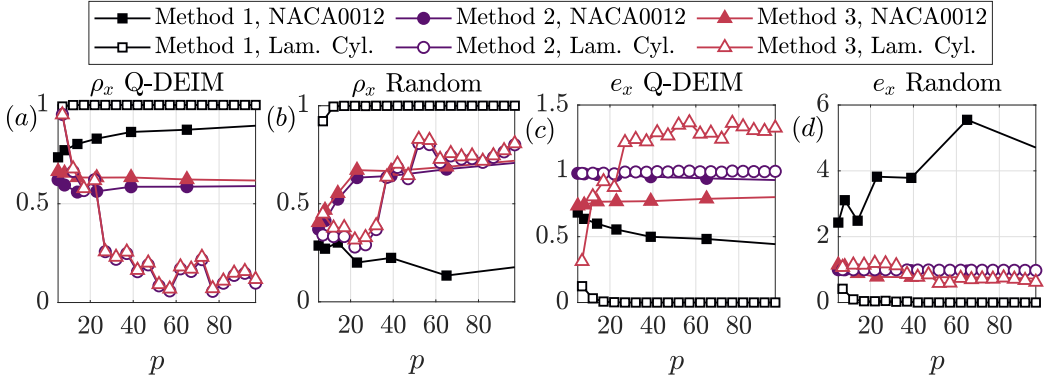 Method 1, NACA0012 Method 2, NACA0012 Method 3, NACA0012
Method 1, Lam. Cyl. Method 2, Lam. Cyl. Method 3, Lam. Cyl.
ρx Q-DEIM ρx Random ex Q-DEIM ex Random
(a) (b) (c) (d)
1 0.5 0
1 0.5 0
1.5 1 0.5 0
6 4 2 0
20 40 60 80 20 40 60 80 20 40 60 80 20 40 60 80
p p p p